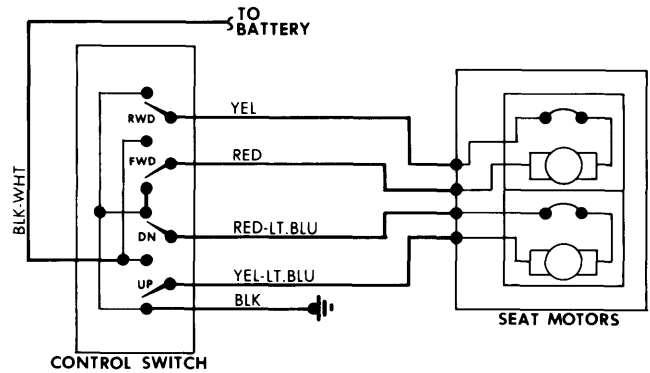 TO
BATTERY
RWD
YEL
FWD
RED
BLK-WHT
DN
RED-LT.BLU
UP
YEL-LT.BLU
BLK
SEAT MOTORS
CONTROL SWITCH